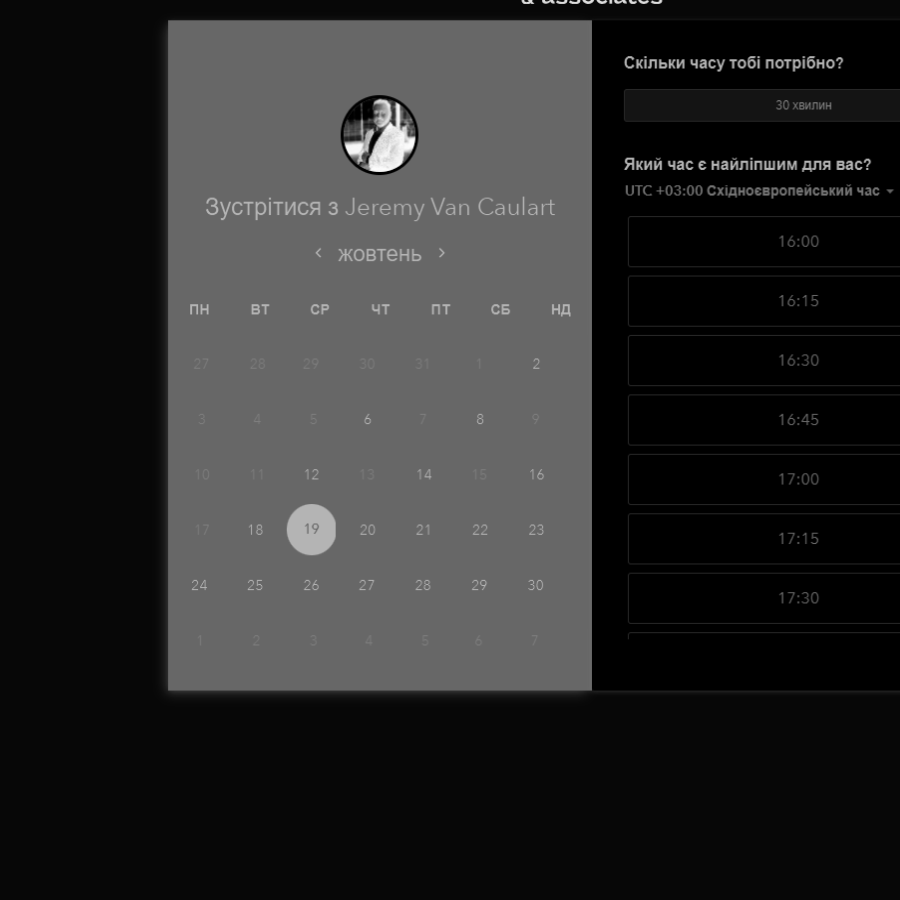 & associates
Зустрітися з Jeremy Van Caulart
жовтень
ПН ВТ СР ЧТ ПТ СБ НД
27 28 29 30 31 1 2
3 4 5 6 7 8 9
10 11 12 13 14 15 16
17 18 19 20 21 22 23
24 25 26 27 28 29 30
1 2 3 4 5 6 7
Скільки часу тобі потрібно?
30 хвилин
Який час є найліпшим для вас?
UTC +03:00 Східноєвропейський час
16:00
16:15
16:30
16:45
17:00
17:15
17:30